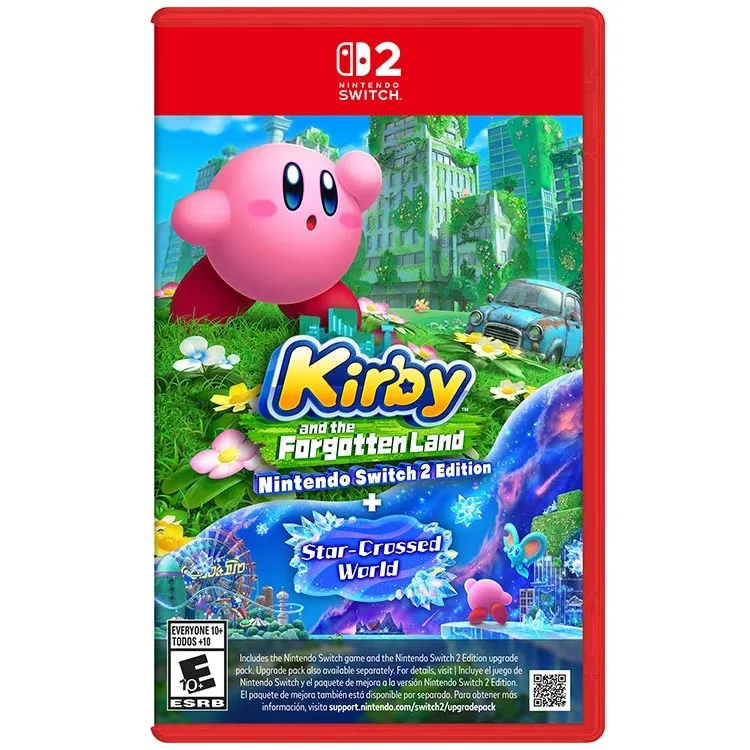 2
NINTENDO
SWITCH™
Kirby™
and the
Forgotten Land
Nintendo Switch 2 Edition
+
Star-Crossed
World
EVERYONE 10+
TODOS +10
E
10+
ESRB
Includes the Nintendo Switch game and the Nintendo Switch 2 Edition upgrade
pack. Upgrade pack also available separately. For details, visit | Incluye el juego de
Nintendo Switch y el paquete de mejora a la versión Nintendo Switch 2 Edition.
El paquete de mejora también está disponible por separado. Para obtener más
información, visita support.nintendo.com/switch2/upgradepack